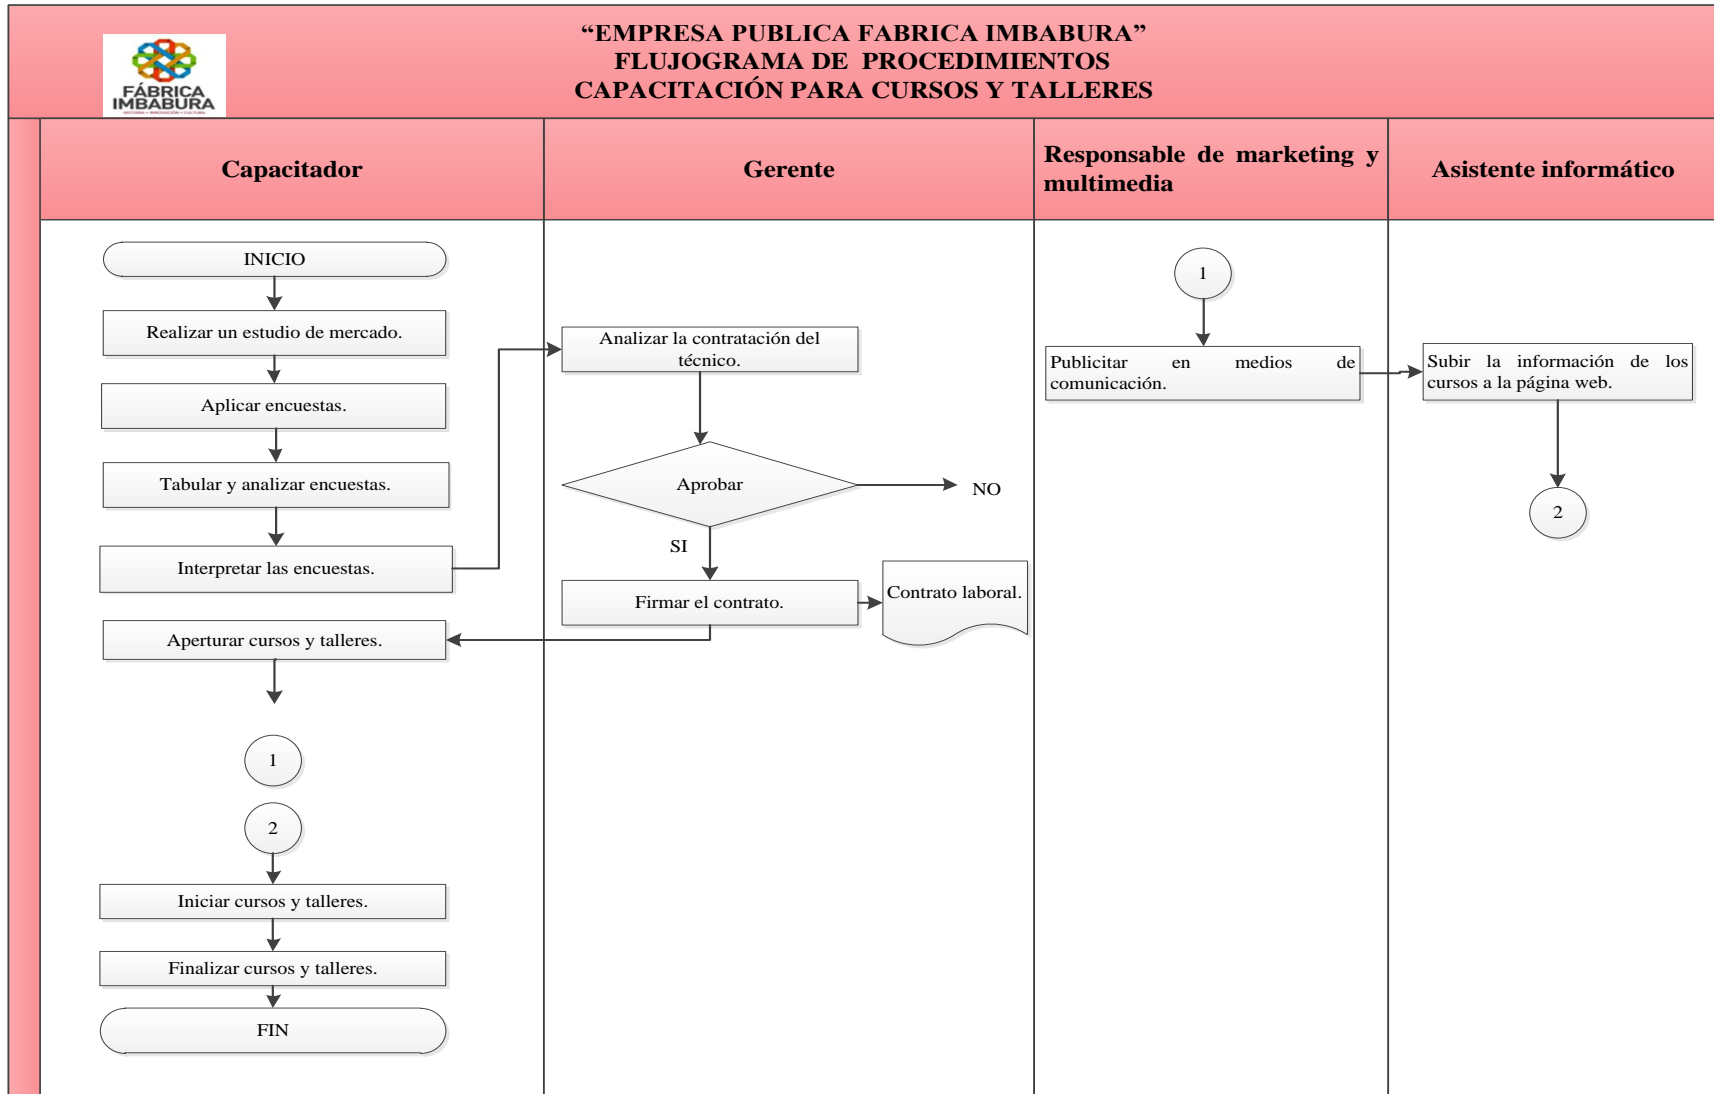 “EMPRESA PUBLICA FABRICA IMBABURA”
FLUJOGRAMA DE PROCEDIMIENTOS
CAPACITACIÓN PARA CURSOS Y TALLERES
FÁBRICA
IMBABURA
Capacitador
Gerente
Responsable de marketing y
multimedia
Asistente informático
INICIO
Realizar un estudio de mercado.
Aplicar encuestas.
Tabular y analizar encuestas.
Interpretar las encuestas.
Aperturar cursos y talleres.
1
2
Iniciar cursos y talleres.
Finalizar cursos y talleres.
FIN
Analizar la contratación del
técnico.
Aprobar
NO
SI
Firmar el contrato.
Contrato laboral.
1
Publicitar en medios de
comunicación.
Subir la información de los
cursos a la página web.
2